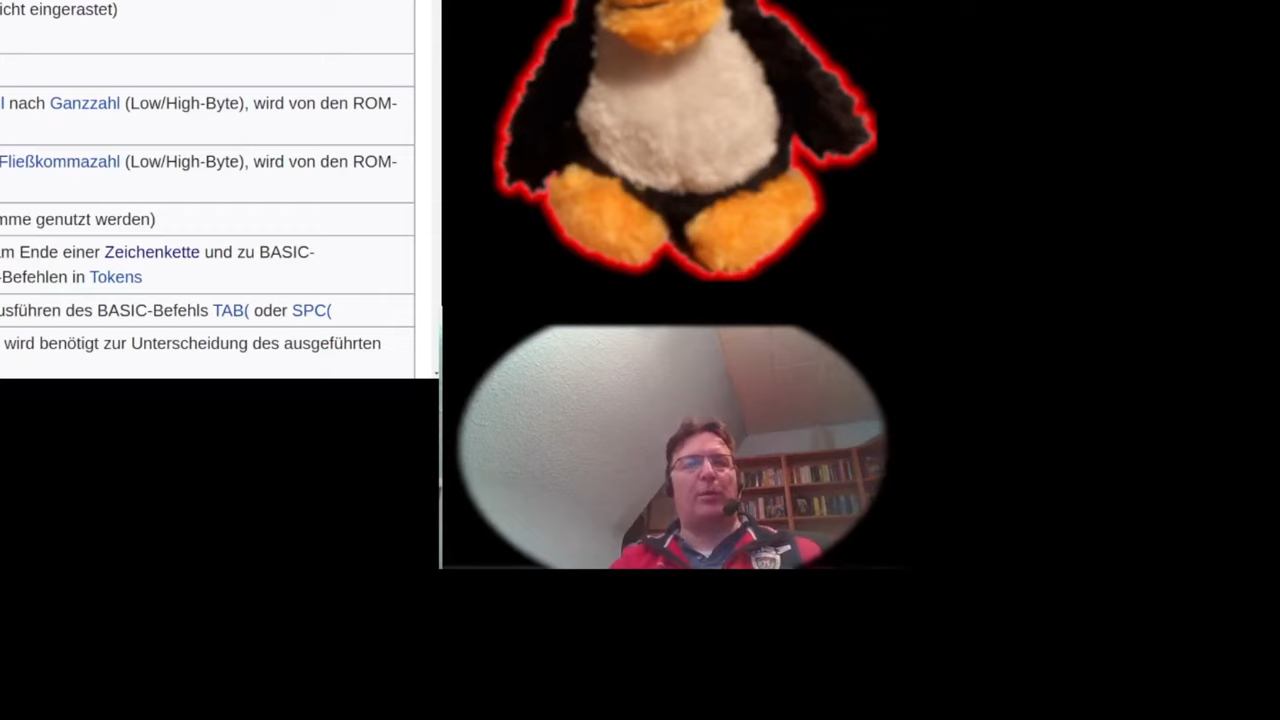 icht eingerastet)
l nach Ganzzahl (Low/High-Byte), wird von den ROM-
Fließkommazahl (Low/High-Byte), wird von den ROM-
mme genutzt werden)
m Ende einer Zeichenkette und zu BASIC-
-Befehlen in Tokens
usführen des BASIC-Befehls TAB( oder SPC(
wird benötigt zur Unterscheidung des ausgeführten